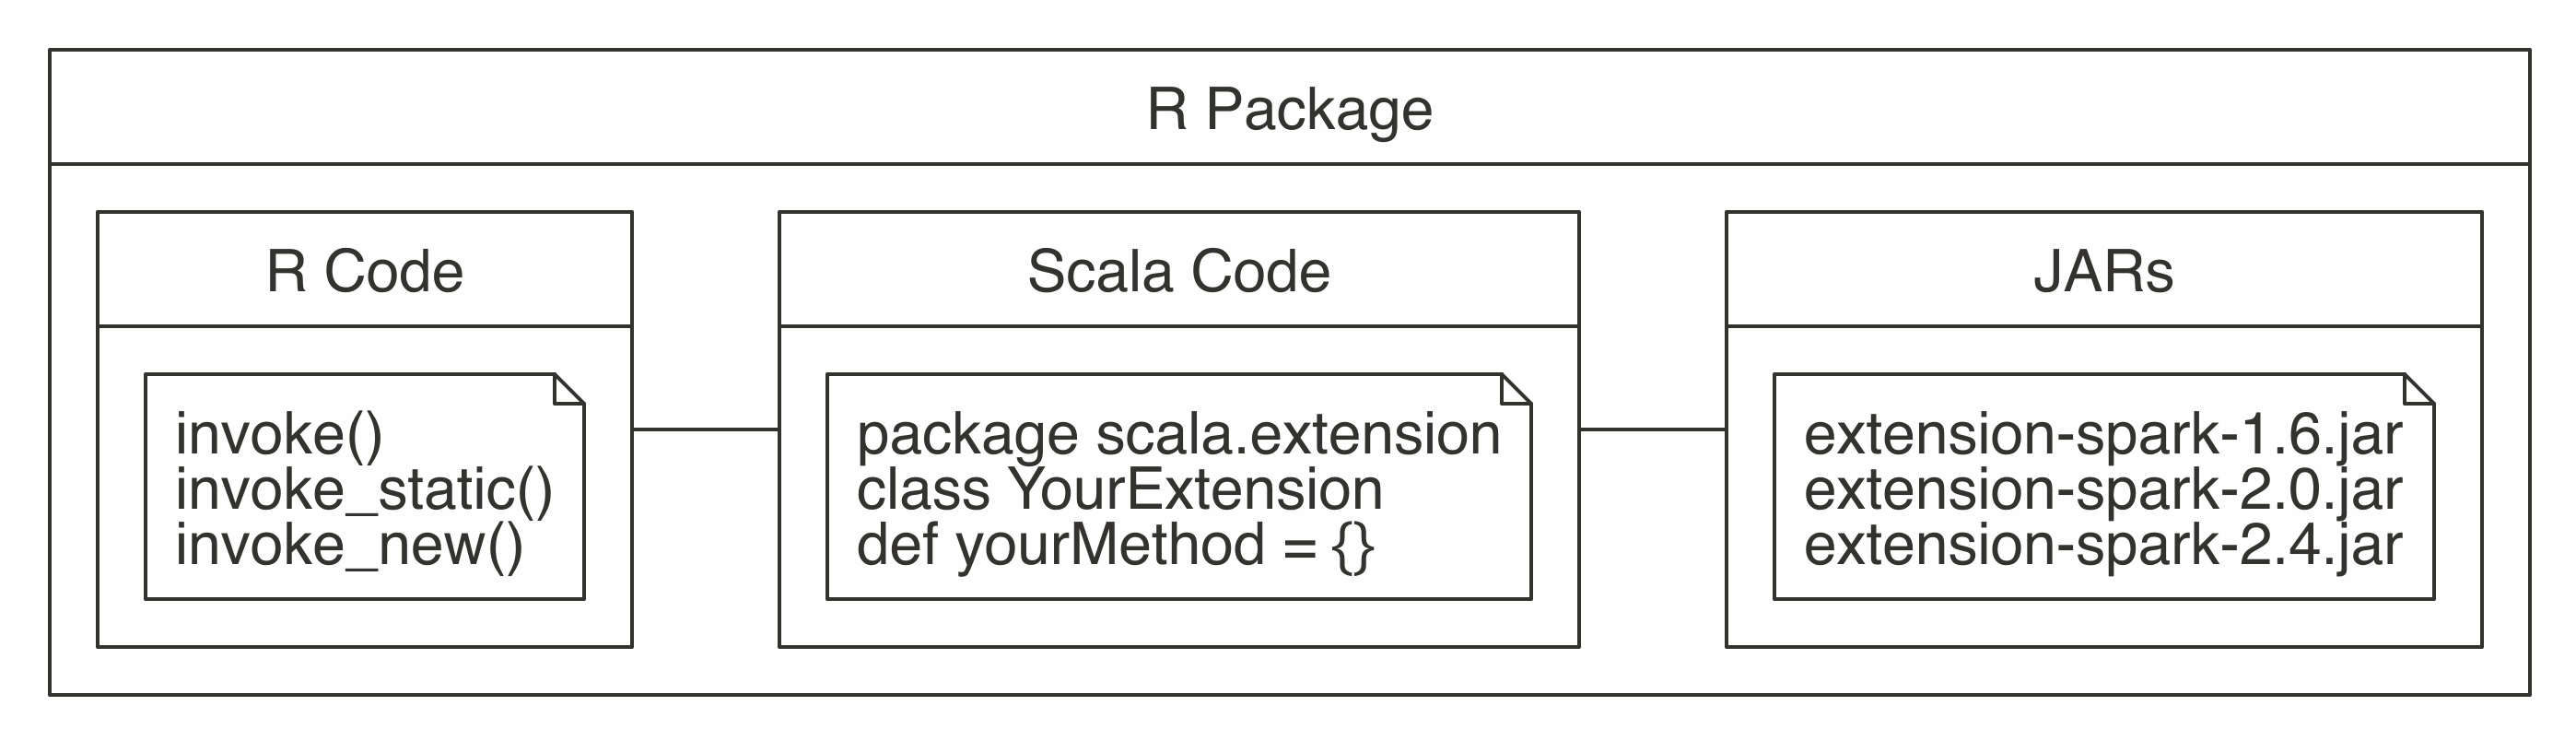 R Package
R Code
invoke()
invoke_static()
invoke_new()
Scala Code
package scala.extension
class YourExtension
def yourMethod = {}
JARs
extension-spark-1.6.jar
extension-spark-2.0.jar
extension-spark-2.4.jar